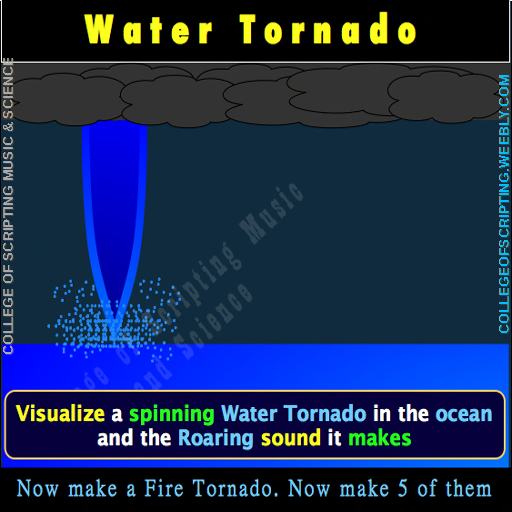 Water Tornado
COLLEGE OF SCRIPTING MUSIC & SCIENCE
COLLEGEOFSCRIPTING.WEEBLY.COM
College of Scripting Music
and Science
Visualize a spinning Water Tornado in the ocean
and the Roaring sound it makes
Now make a Fire Tornado. Now make 5 of them